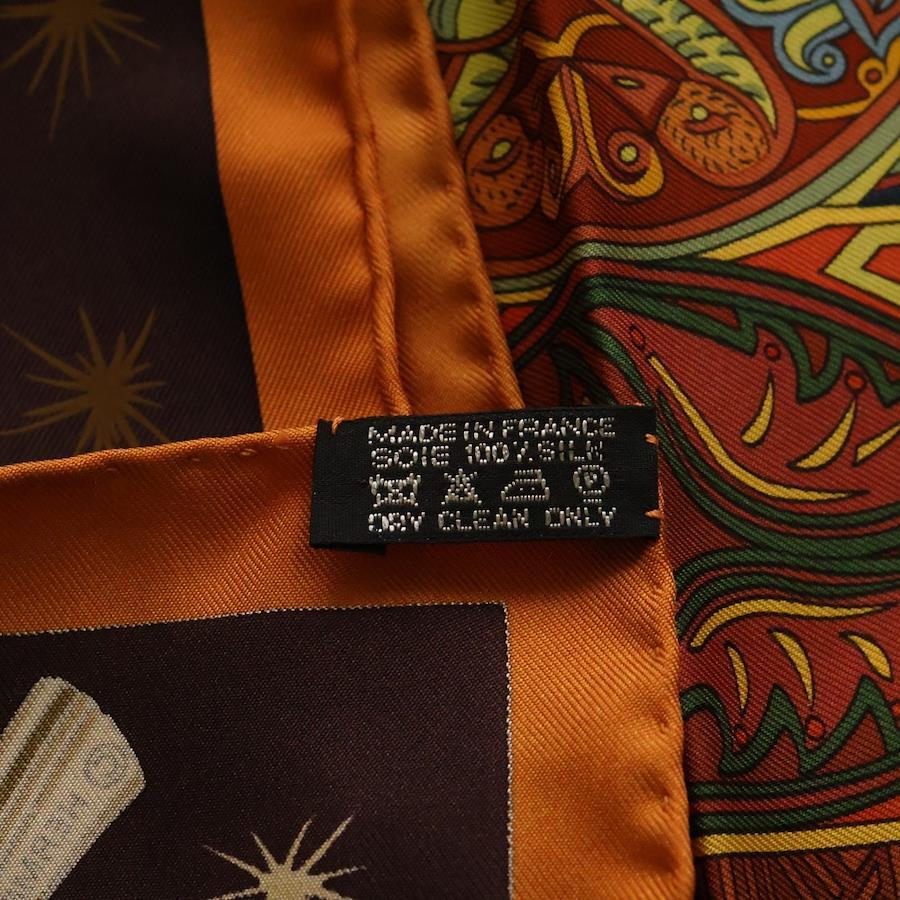 MADE IN FRANCE
SOIE 100% SILK
P
DRY CLEAN ONLY